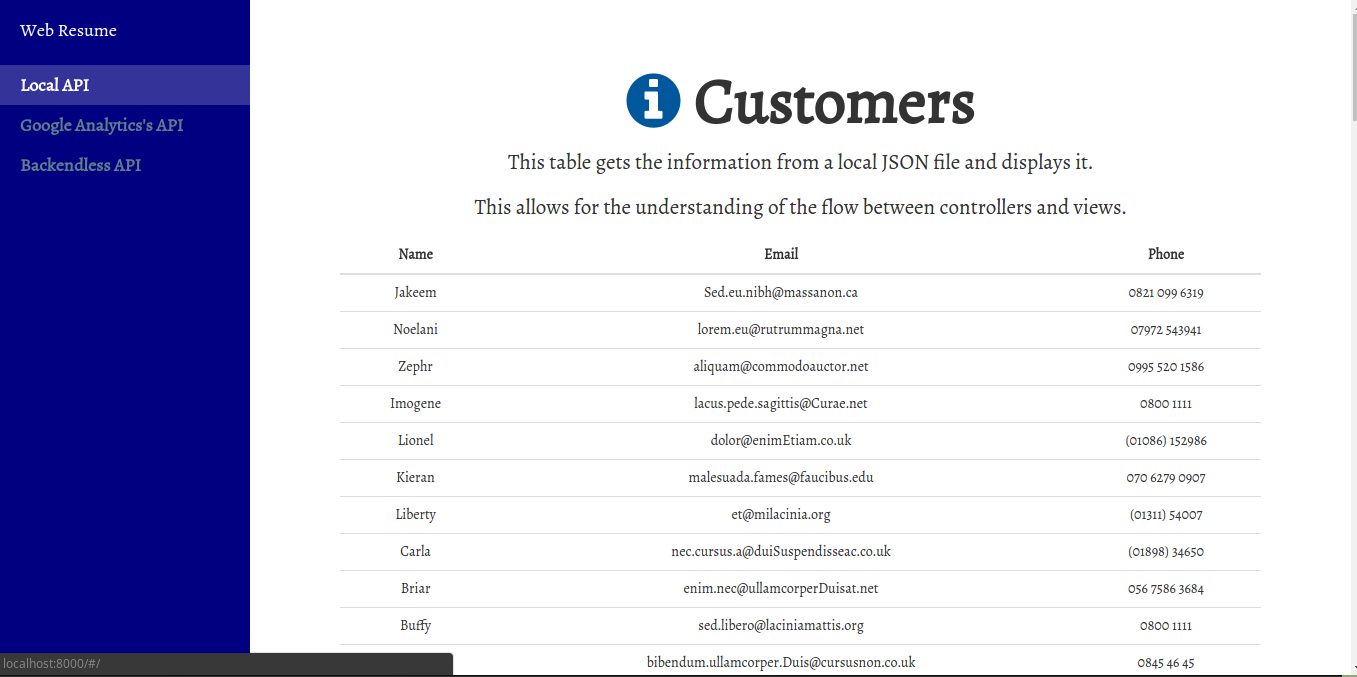 Web Resume
Local API
Google Analytics's API
Backendless API
Customers
This table gets the information from a local JSON file and displays it.
This allows for the understanding of the flow between controllers and views.
Name Email Phone
Jakeem Sed.eu.nibh@massanon.ca 0821 099 6319
Noelani lorem.eu@rutrummagna.net 07972 543941
Zephr aliquam@commodoauctor.net 0995 520 1586
Imogene lacus.pede.sagittis@Curae.net 0800 1111
Lionel dolor@enimEtiam.co.uk (01086) 152986
Kieran malesuada.fames@faucibus.edu 070 6279 0907
Liberty et@milacinia.org (01311) 54007
Carla nec.cursus.a@duiSuspendisseac.co.uk (01898) 34650
Briar enim.nec@ullamcorperDuisat.net 056 7586 3684
Buffy sed.libero@laciniamattis.org 0800 1111
bibendum.ullamcorper.Duis@cursusnon.co.uk 0845 46 45
localhost:8000/#/